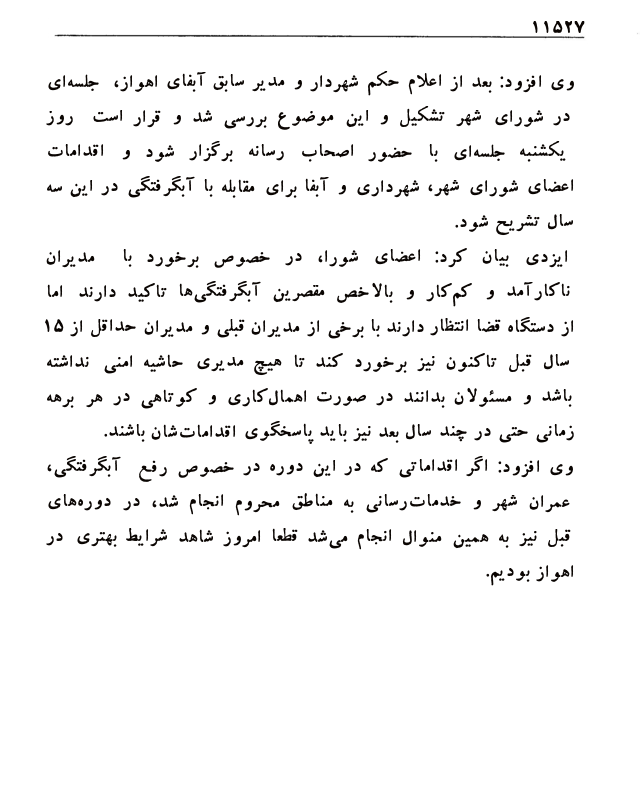 ۱۱۵۲۷
وی افزود: بعد از اعلام حکم شهردار و مدیر سابق آبفای اهواز، جلسه‌ای
در شورای شهر تشکیل و این موضوع بررسی شد و قرار است روز
یکشنبه جلسه‌ای با حضور اصحاب رسانه برگزار شود و اقدامات
اعضای شورای شهر، شهرداری و آبفا برای مقابله با آبگرفتگی در این سه
سال تشریح شود.
ایزدی بیان کرد: اعضای شورا، در خصوص برخورد با مدیران
ناکارآمد و کم‌کار و بالاخص مقصرین آبگرفتگی‌ها تاکید دارند اما
از دستگاه قضا انتظار دارند با برخی از مدیران قبلی و مدیران حداقل از ۱۵
سال قبل تاکنون نیز برخورد کند تا هیچ مدیری حاشیه امنی نداشته
باشد و مسئولان بدانند در صورت اهمال‌کاری و کوتاهی در هر برهه
زمانی حتی در چند سال بعد نیز باید پاسخگوی اقدامات‌شان باشند.
وی افزود: اگر اقداماتی که در این دوره در خصوص رفع آبگرفتگی،
عمران شهر و خدمات‌رسانی به مناطق محروم انجام شد، در دوره‌های
قبل نیز به همین منوال انجام می‌شد قطعا امروز شاهد شرایط بهتری در
اهواز بودیم.